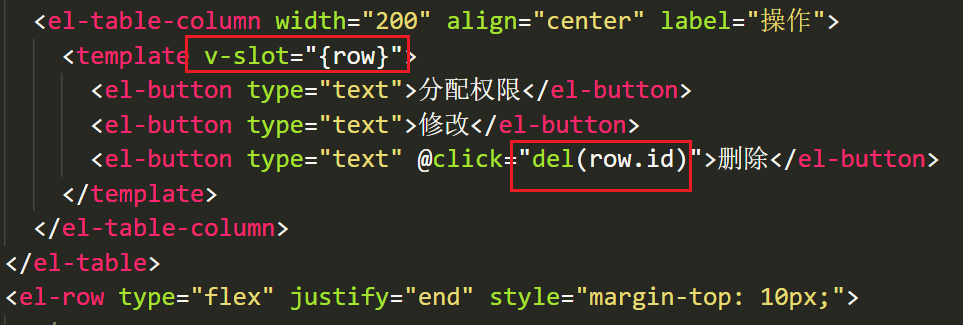 <el-table-column width="200" align="center" label="操作">
<template v-slot="{row}">
<el-button type="text">分配权限</el-button>
<el-button type="text">修改</el-button>
<el-button type="text" @click="del(row.id)">删除</el-button>
</template>
</el-table-column>
</el-table>
<el-row type="flex" justify="end" style="margin-top: 10px;">